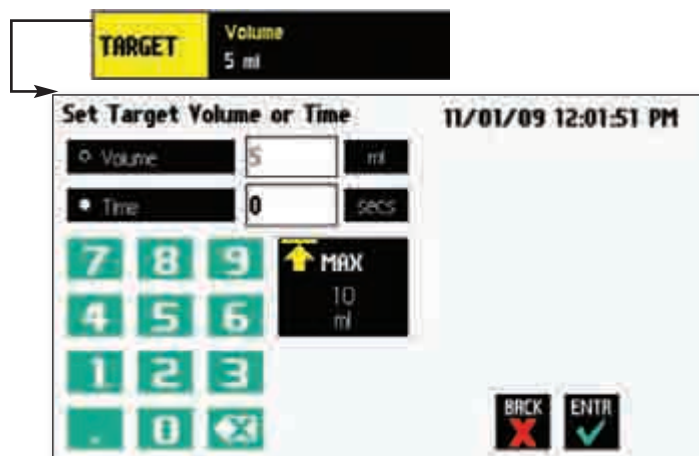 TARGET
Volume
5 ml
Set Target Volume or Time
11/01/09 12:01:51 PM
Volume 5 ml
Time 0 secs
7 8 9
MAX
10
ml
4 5 6
1 2 3
. 0
BACK ENTR